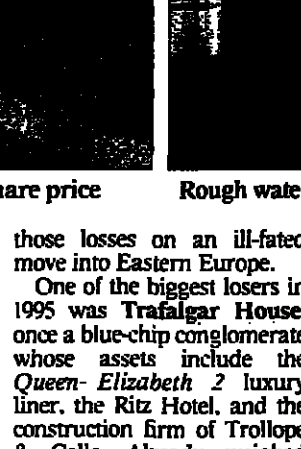 hare price
Rough wate
those losses on an ill-fated
move into Eastern Europe.
One of the biggest losers in
1995 was Trafalgar House,
once a blue-chip conglomerate
whose assets include the
Queen- Elizabeth 2 luxury
liner, the Ritz Hotel, and the
construction firm of Trollope